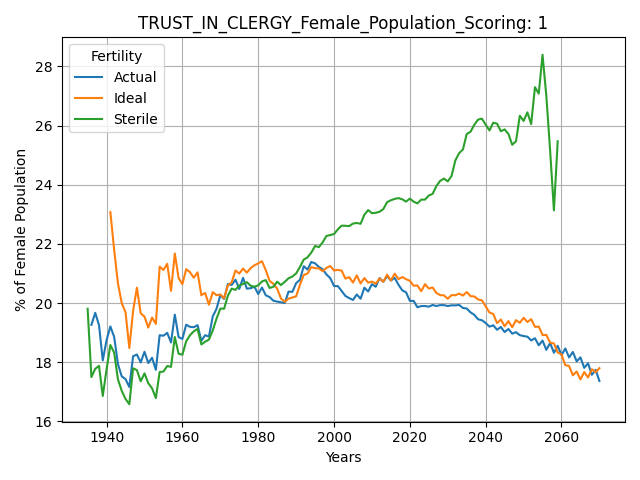 TRUST_IN_CLERGY_Female_Population_Scoring: 1
Fertility
Actual
Ideal
Sterile
% of Female Population
28
26
24
22
20
18
16
1940 1960 1980 2000 2020 2040 2060
Years